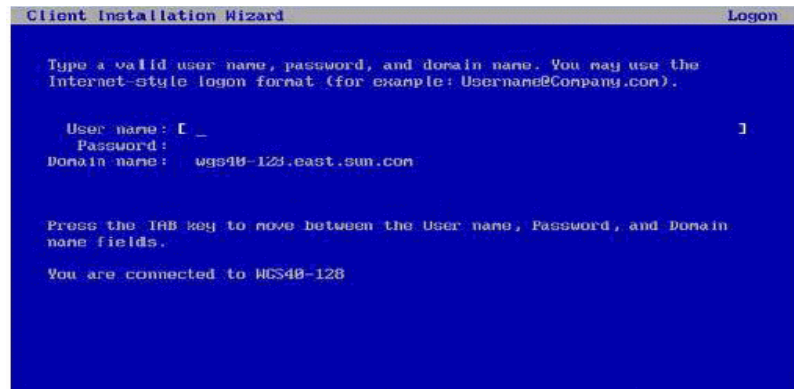 Client Installation Wizard Logon
Type a valid user name, password, and domain name. You may use the
Internet-style logon format (for example: Username@Company.com).
User name: [ _ ]
Password:
Domain name: wgs40-128.east.sun.com
Press the TAB key to move between the User name, Password, and Domain
name fields.
You are connected to WGS40-128